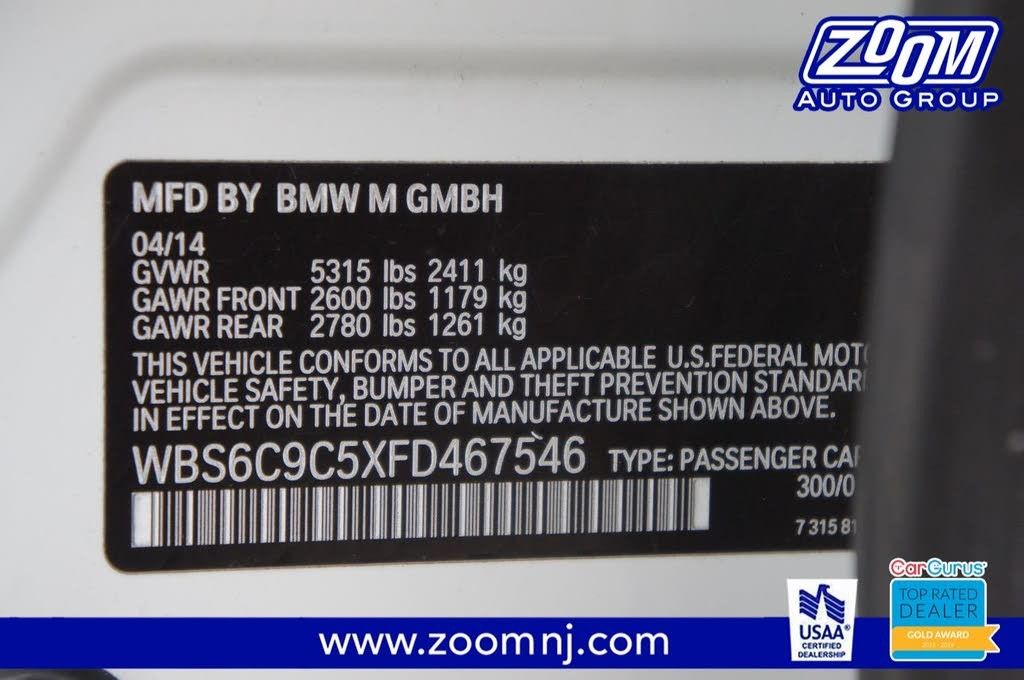 ZOOM
AUTO GROUP
MFD BY BMW M GMBH
04/14
GVWR 5315 lbs 2411 kg
GAWR FRONT 2600 lbs 1179 kg
GAWR REAR 2780 lbs 1261 kg
THIS VEHICLE CONFORMS TO ALL APPLICABLE U.S.FEDERAL MOTO
VEHICLE SAFETY, BUMPER AND THEFT PREVENTION STANDAR
IN EFFECT ON THE DATE OF MANUFACTURE SHOWN ABOVE.
WBS6C9C5XFD467546 TYPE: PASSENGER CAR
300/0
7 315 81
www.zoomnj.com
USAA®
CERTIFIED
DEALERSHIP
CarGurus
TOP RATED
DEALER
GOLD AWARD